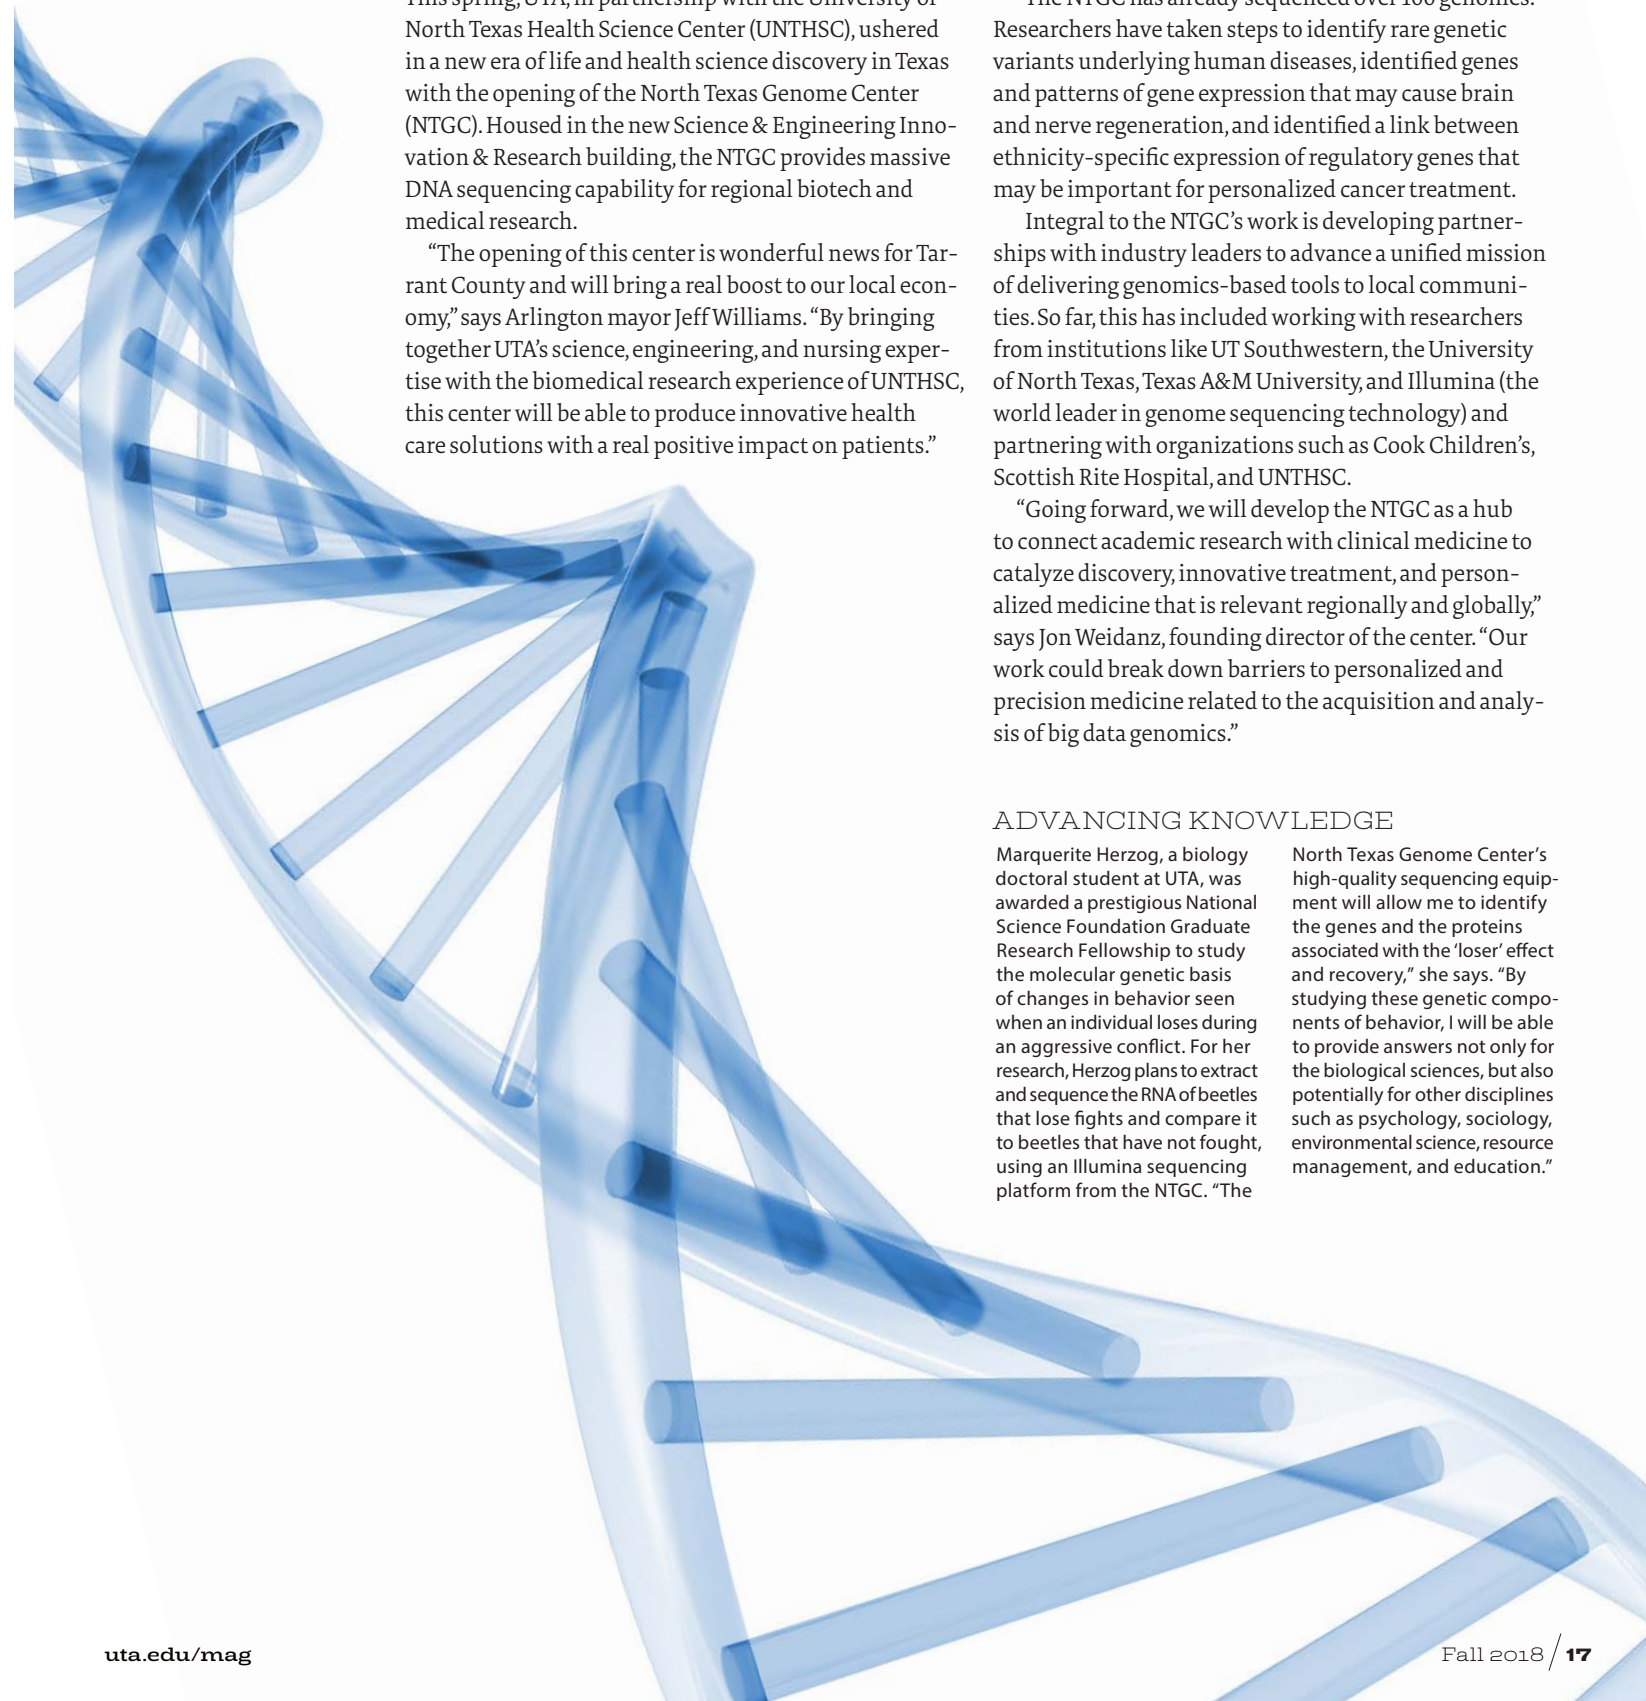 This spring, UTA, in partnership with the University of
North Texas Health Science Center (UNTHSC), ushered
in a new era of life and health science discovery in Texas
with the opening of the North Texas Genome Center
(NTGC). Housed in the new Science & Engineering Inno-
vation & Research building, the NTGC provides massive
DNA sequencing capability for regional biotech and
medical research.
“The opening of this center is wonderful news for Tar-
rant County and will bring a real boost to our local econ-
omy,” says Arlington mayor Jeff Williams. “By bringing
together UTA’s science, engineering, and nursing exper-
tise with the biomedical research experience of UNTHSC,
this center will be able to produce innovative health
care solutions with a real positive impact on patients.”
The NTGC has already sequenced over 100 genomes.
Researchers have taken steps to identify rare genetic
variants underlying human diseases, identified genes
and patterns of gene expression that may cause brain
and nerve regeneration, and identified a link between
ethnicity-specific expression of regulatory genes that
may be important for personalized cancer treatment.
Integral to the NTGC’s work is developing partner-
ships with industry leaders to advance a unified mission
of delivering genomics-based tools to local communi-
ties. So far, this has included working with researchers
from institutions like UT Southwestern, the University
of North Texas, Texas A&M University, and Illumina (the
world leader in genome sequencing technology) and
partnering with organizations such as Cook Children’s,
Scottish Rite Hospital, and UNTHSC.
“Going forward, we will develop the NTGC as a hub
to connect academic research with clinical medicine to
catalyze discovery, innovative treatment, and person-
alized medicine that is relevant regionally and globally,”
says Jon Weidanz, founding director of the center. “Our
work could break down barriers to personalized and
precision medicine related to the acquisition and analy-
sis of big data genomics.”
ADVANCING KNOWLEDGE
Marquerite Herzog, a biology
doctoral student at UTA, was
awarded a prestigious National
Science Foundation Graduate
Research Fellowship to study
the molecular genetic basis
of changes in behavior seen
when an individual loses during
an aggressive conflict. For her
research, Herzog plans to extract
and sequence the RNA of beetles
that lose fights and compare it
to beetles that have not fought,
using an Illumina sequencing
platform from the NTGC. “The
North Texas Genome Center’s
high-quality sequencing equip-
ment will allow me to identify
the genes and the proteins
associated with the ‘loser’ effect
and recovery,” she says. “By
studying these genetic compo-
nents of behavior, I will be able
to provide answers not only for
the biological sciences, but also
potentially for other disciplines
such as psychology, sociology,
environmental science, resource
management, and education.”
uta.edu/mag
Fall 2018 / 17